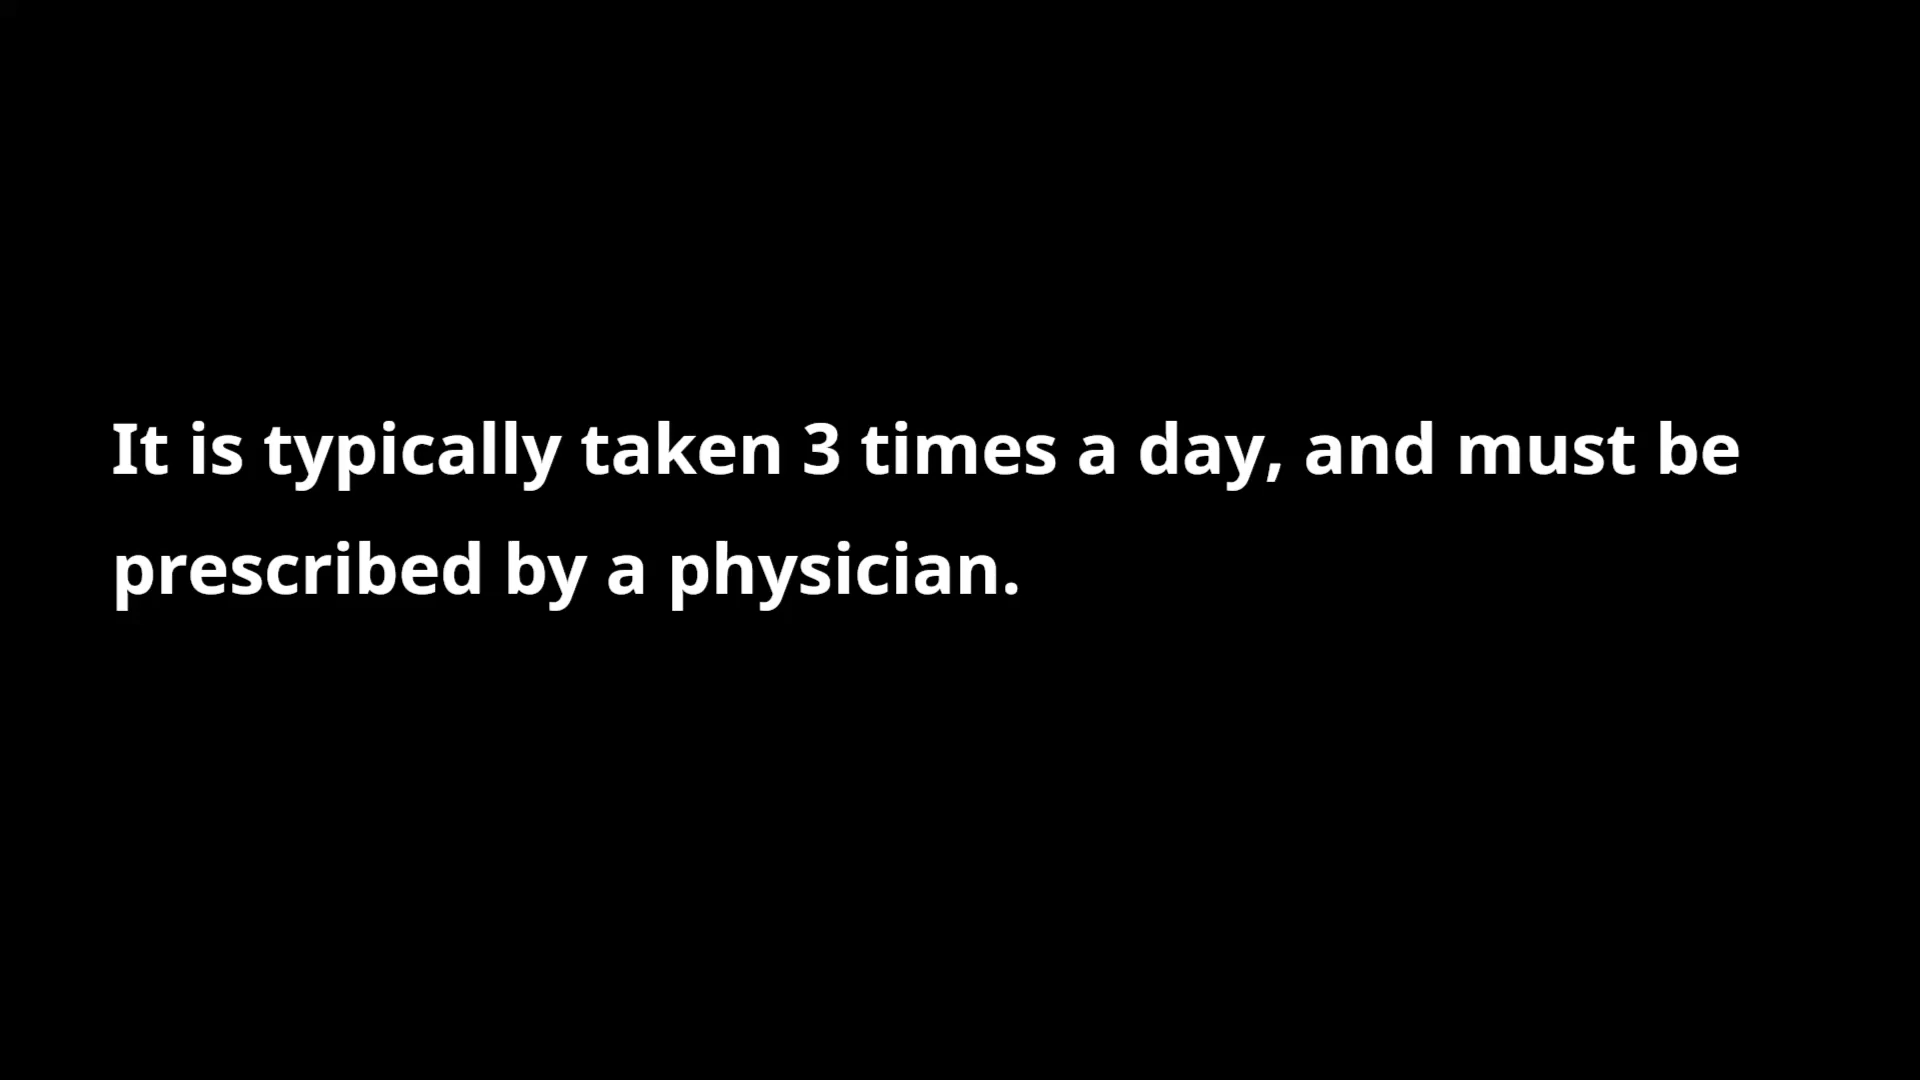 It is typically taken 3 times a day, and must be
prescribed by a physician.